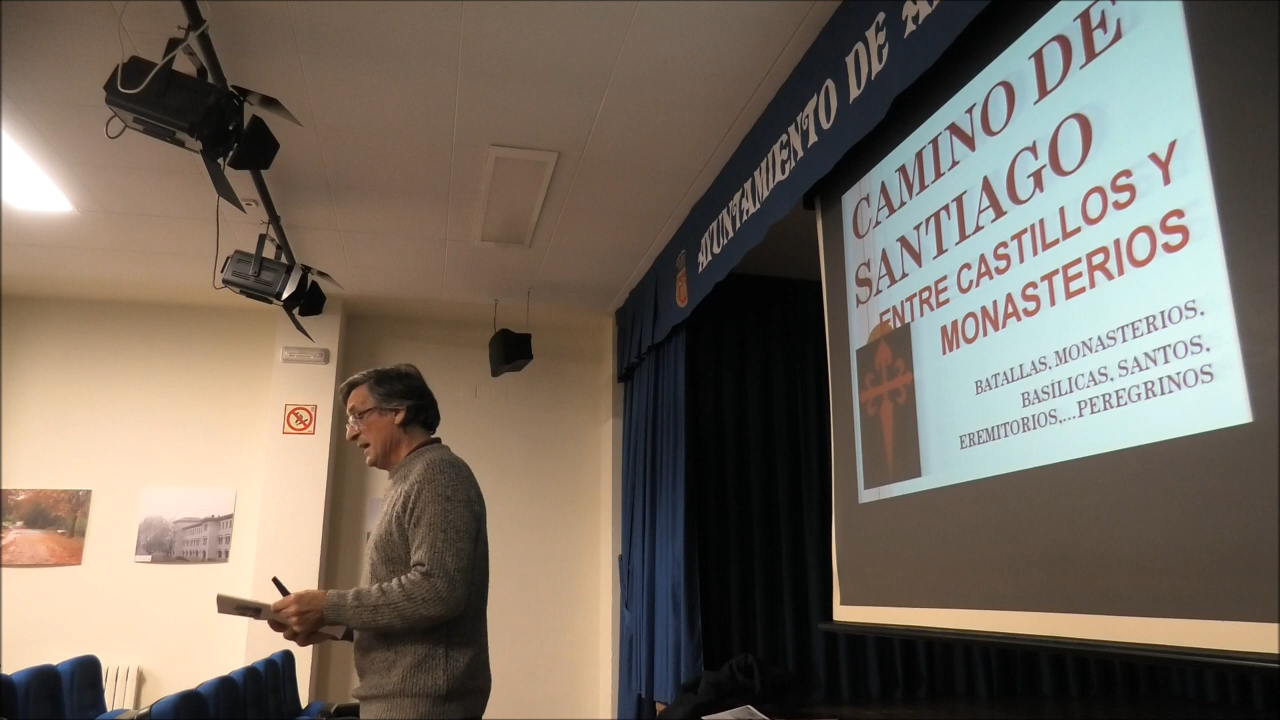 AYUNTAMIENTO DE
CAMINO DE
SANTIAGO
ENTRE CASTILLOS Y
MONASTERIOS
BATALLAS, MONASTERIOS,
BASÍLICAS, SANTOS,
EREMITORIOS,...PEREGRINOS